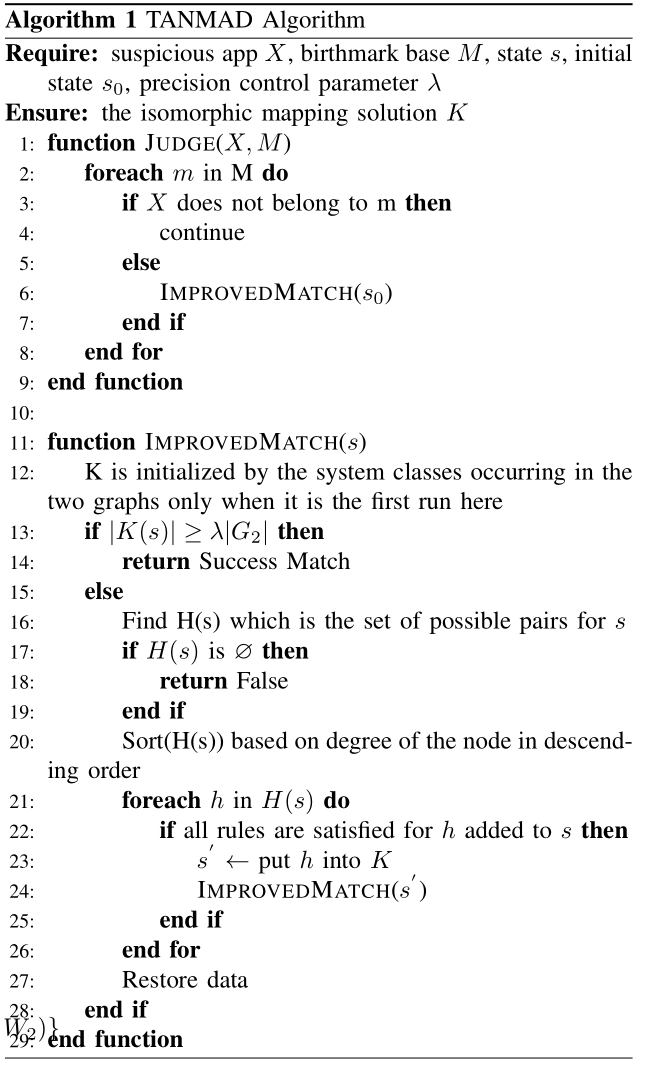 Algorithm 1 TANMAD Algorithm
Require: suspicious app X, birthmark base M, state s, initial
state s₀, precision control parameter λ
Ensure: the isomorphic mapping solution K
1: function JUDGE(X, M)
2: foreach m in M do
3: if X does not belong to m then
4: continue
5: else
6: IMPROVEDMATCH(s₀)
7: end if
8: end for
9: end function
10:
11: function IMPROVEDMATCH(s)
12: K is initialized by the system classes occurring in the
two graphs only when it is the first run here
13: if |K(s)| ≥ λ|G₂| then
14: return Success Match
15: else
16: Find H(s) which is the set of possible pairs for s
17: if H(s) is ∅ then
18: return False
19: end if
20: Sort(H(s)) based on degree of the node in descend-
ing order
21: foreach h in H(s) do
22: if all rules are satisfied for h added to s then
23: s′ ← put h into K
24: IMPROVEDMATCH(s′)
25: end if
26: end for
27: Restore data
28: end if
W₂)}
29: end function